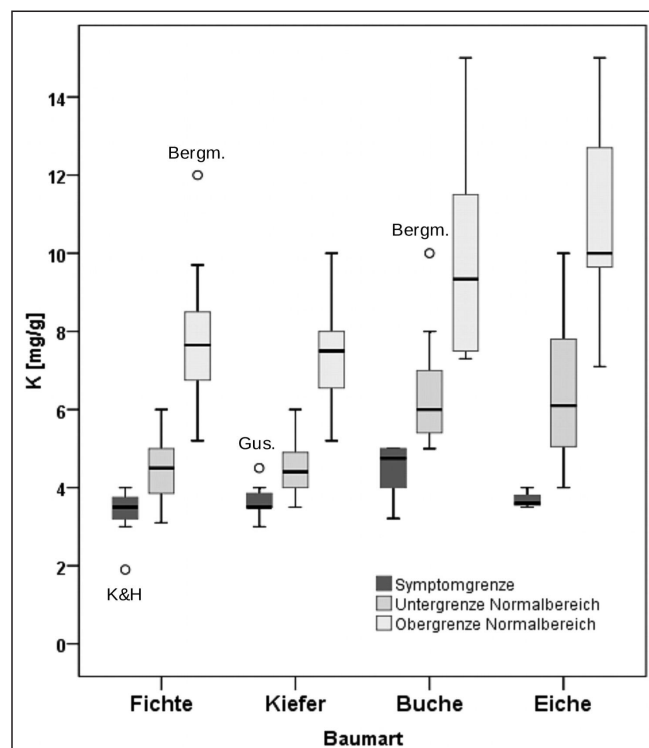 K [mg/g]
14
12
10
8
6
4
2
0
Bergm.
Bergm.
Gus.
K&H
Symptomgrenze
Untergrenze Normalbereich
Obergrenze Normalbereich
Fichte Kiefer Buche Eiche
Baumart